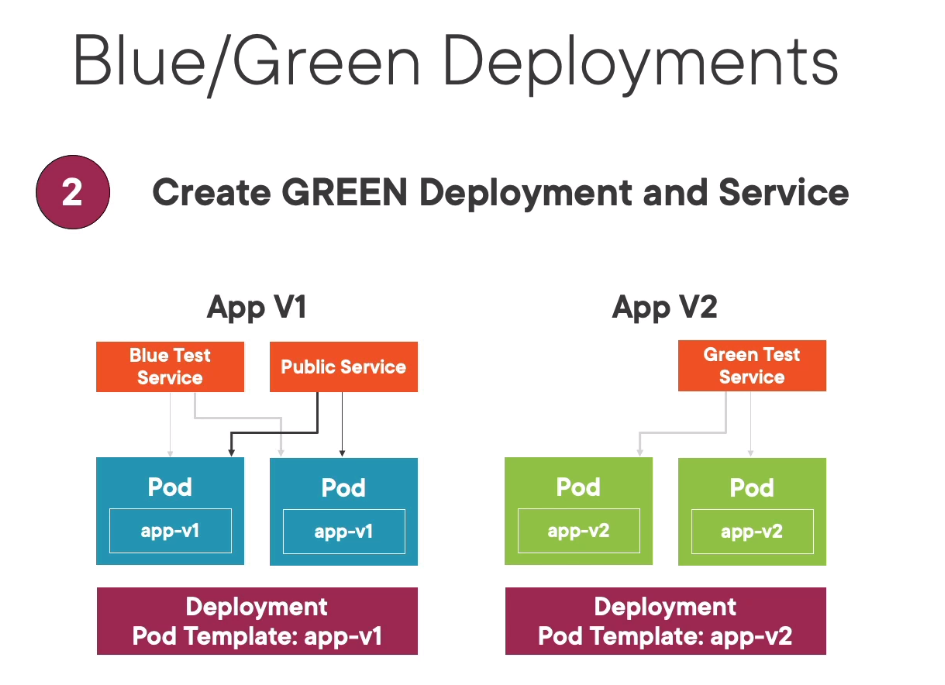 Blue/Green Deployments
2
Create GREEN Deployment and Service
App V1
Blue Test
Service
Public Service
Pod
app-v1
Pod
app-v1
Deployment
Pod Template: app-v1
App V2
Green Test
Service
Pod
app-v2
Pod
app-v2
Deployment
Pod Template: app-v2